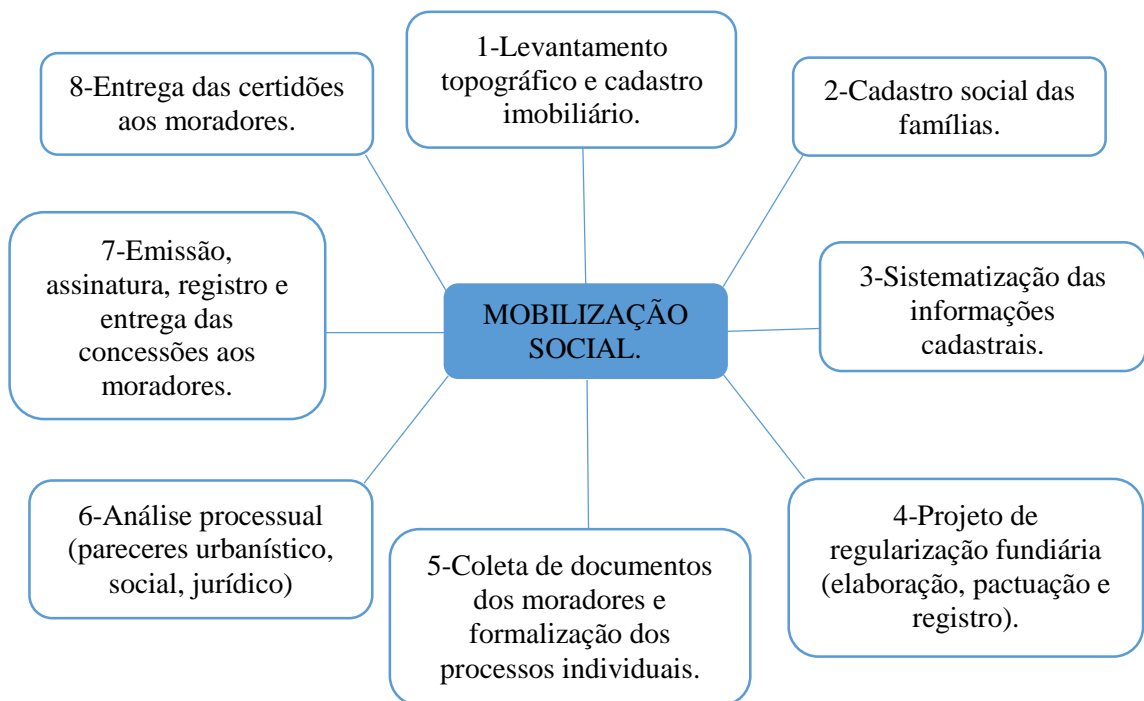 1-Levantamento
topográfico e cadastro
imobiliário.
2-Cadastro social das
famílias.
3-Sistematização das
informações
cadastrais.
4-Projeto de
regularização fundiária
(elaboração, pactuação e
registro).
5-Coleta de documentos
dos moradores e
formalização dos
processos individuais.
6-Análise processual
(pareceres urbanístico,
social, jurídico)
7-Emissão,
assinatura, registro e
entrega das
concessões aos
moradores.
8-Entrega das certidões
aos moradores.
MOBILIZAÇÃO
SOCIAL.